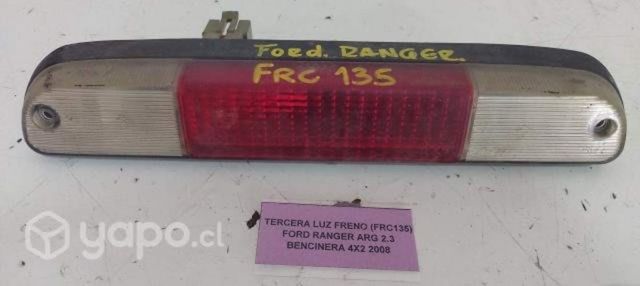 Ford. RANGER.
FRC 135
TERCERA LUZ FRENO (FRC135)
FORD RANGER ARG 2.3
BENCINERA 4X2 2008
yapo.cl